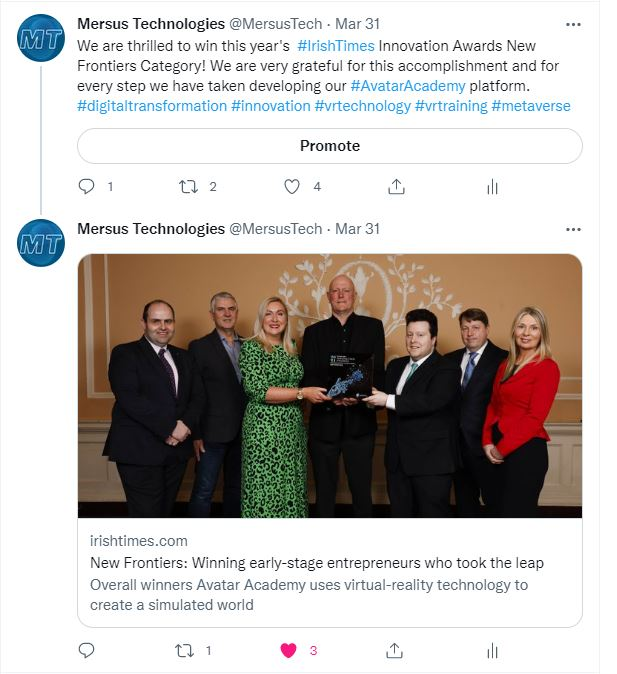 MT
Mersus Technologies @MersusTech · Mar 31
We are thrilled to win this year's #IrishTimes Innovation Awards New
Frontiers Category! We are very grateful for this accomplishment and for
every step we have taken developing our #AvatarAcademy platform.
#digitaltransformation #innovation #vrtechnology #vrtraining #metaverse
Promote
1 2 4
MT
Mersus Technologies @MersusTech · Mar 31
irishtimes.com
New Frontiers: Winning early-stage entrepreneurs who took the leap
Overall winners Avatar Academy uses virtual-reality technology to
create a simulated world
1 3